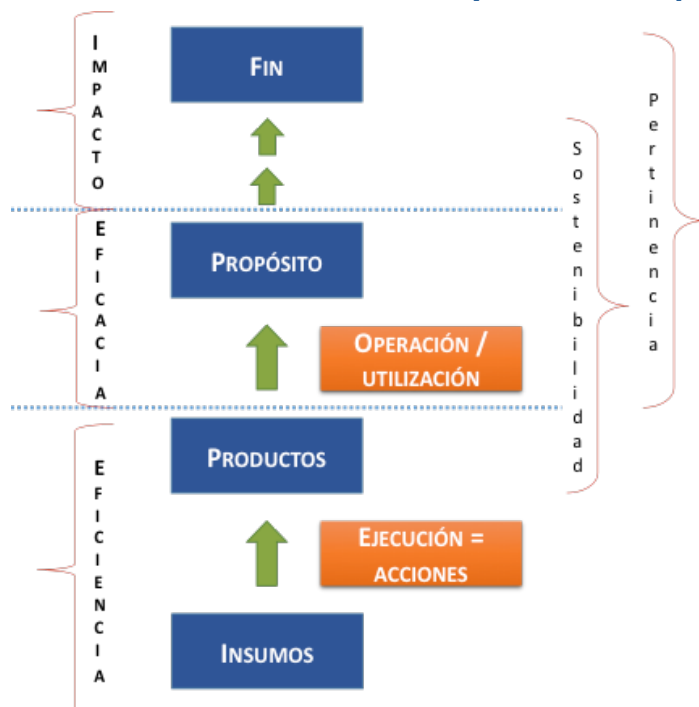 IMPACTO
FIN
Pertinencia
Sostenibilidad
EFICACIA
PROPÓSITO
OPERACIÓN /
UTILIZACIÓN
PRODUCTOS
EFICIENCIA
EJECUCIÓN =
ACCIONES
INSUMOS